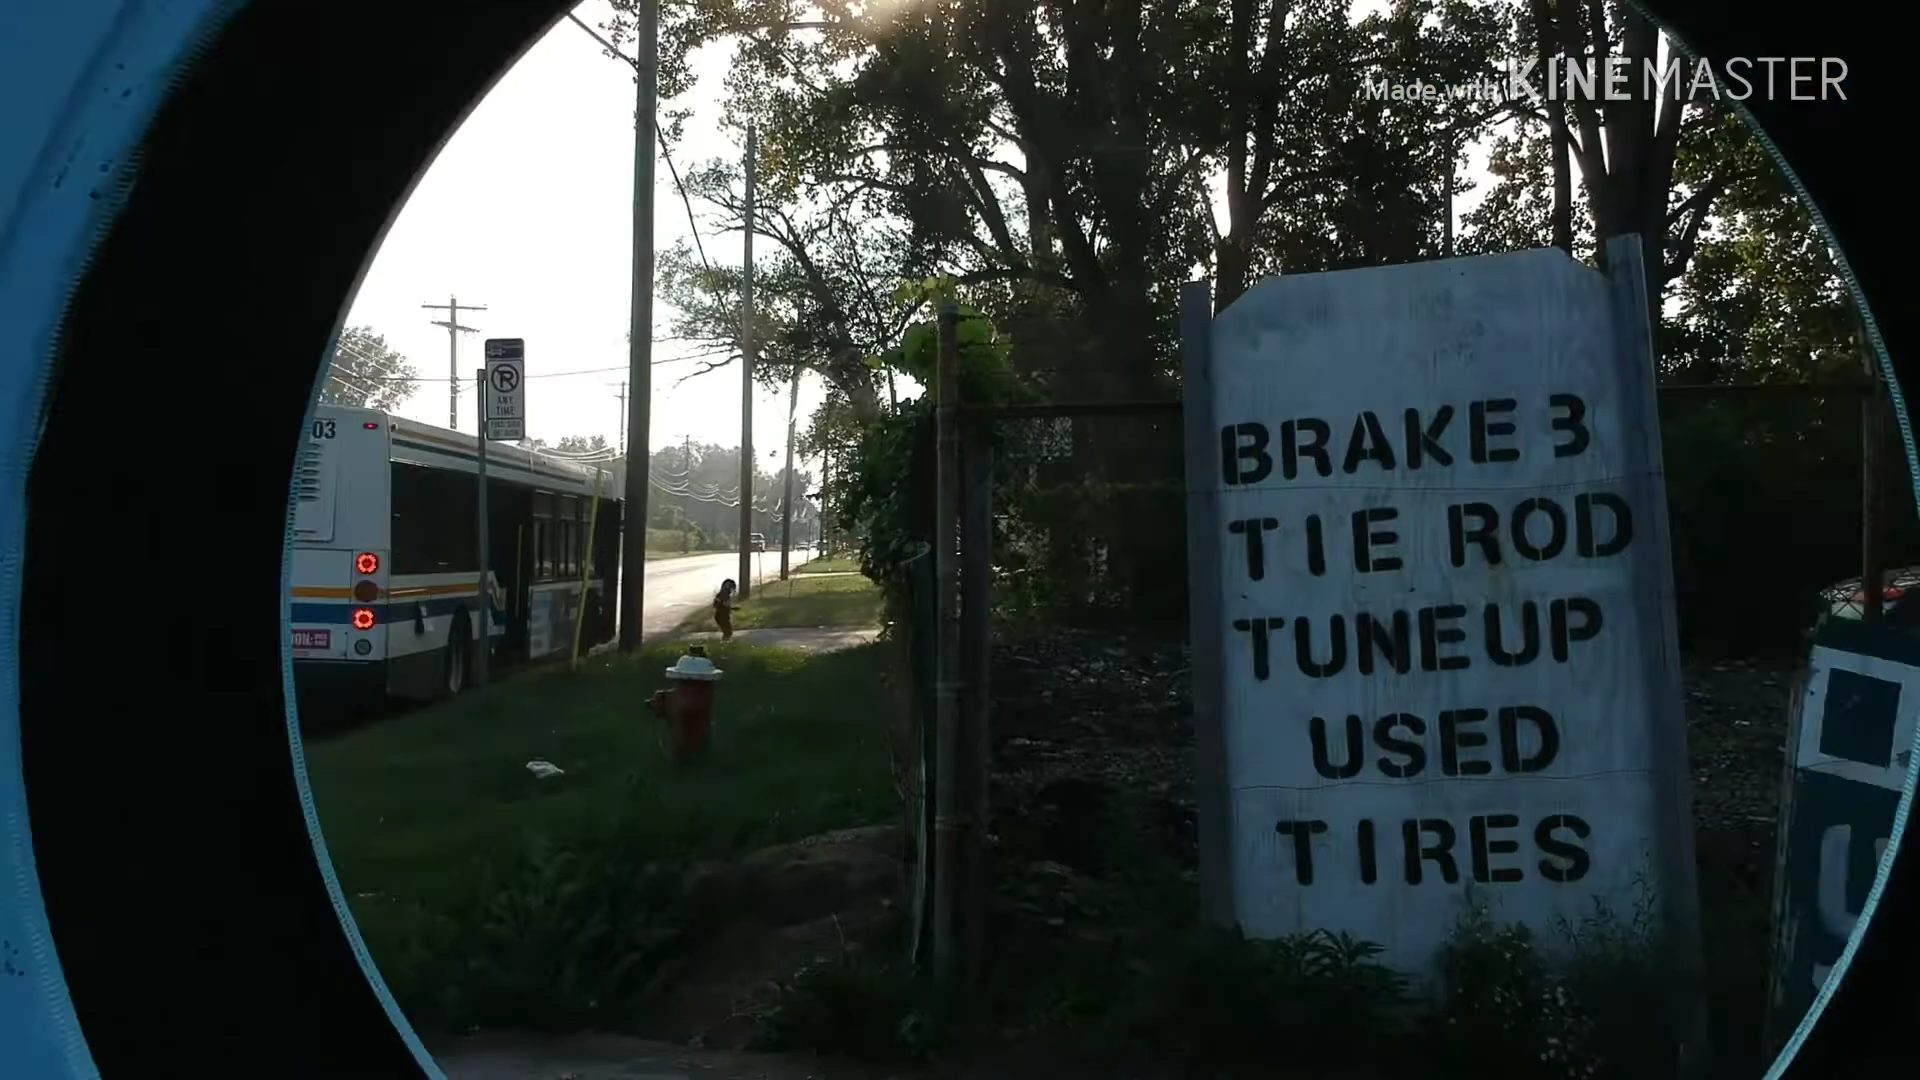 Made with KINEMASTER
03
ANY
TIME
BRAKE 3
TIE ROD
TUNEUP
USED
TIRES